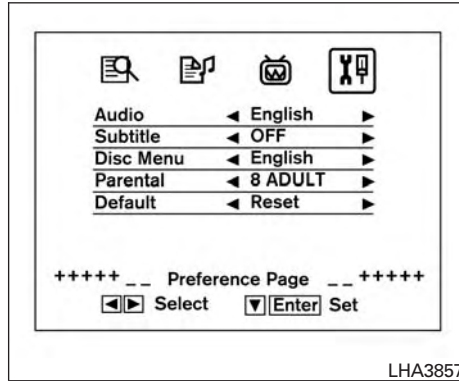 Audio ◀ English ▶
Subtitle ◀ OFF ▶
Disc Menu ◀ English ▶
Parental ◀ 8 ADULT ▶
Default ◀ Reset ▶
+++++ _ _ Preference Page _ _ +++++
◀ ▶ Select ▼ Enter Set
LHA3857